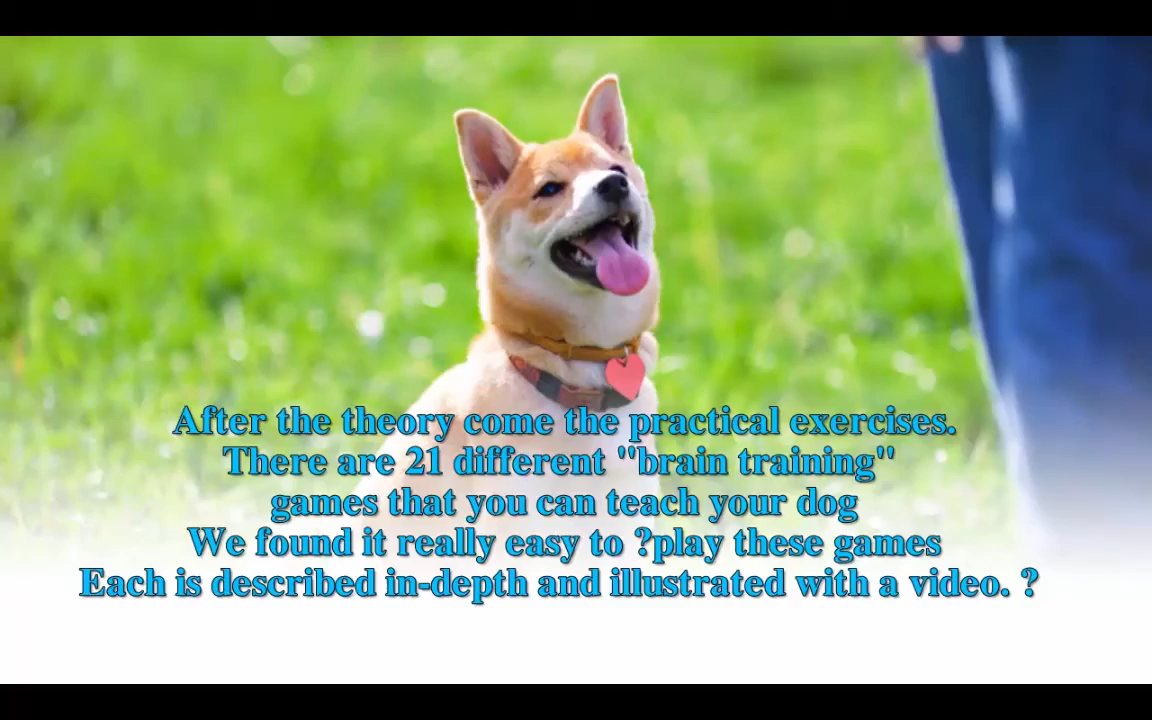 After the theory come the practical exercises.
There are 21 different "brain training"
games that you can teach your dog
We found it really easy to ?play these games
Each is described in-depth and illustrated with a video. ?